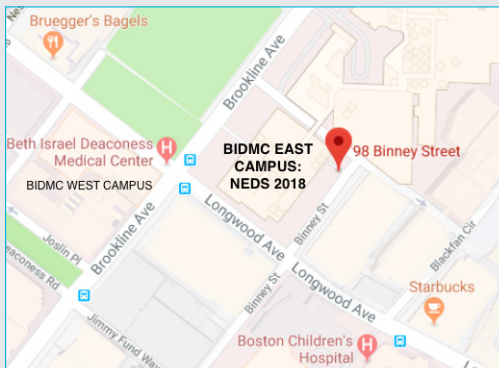 Bruegger's Bagels
Brookline Ave
Beth Israel Deaconess
Medical Center
BIDMC WEST CAMPUS
BIDMC EAST
CAMPUS:
NEDS 2018
98 Binney Street
Binney St
Longwood Ave
Brookline Ave
Joslin Pl
Blackfan Cir
Binney St
Longwood Ave
Starbucks
Jimmy Fund Way
Boston Children's
Hospital